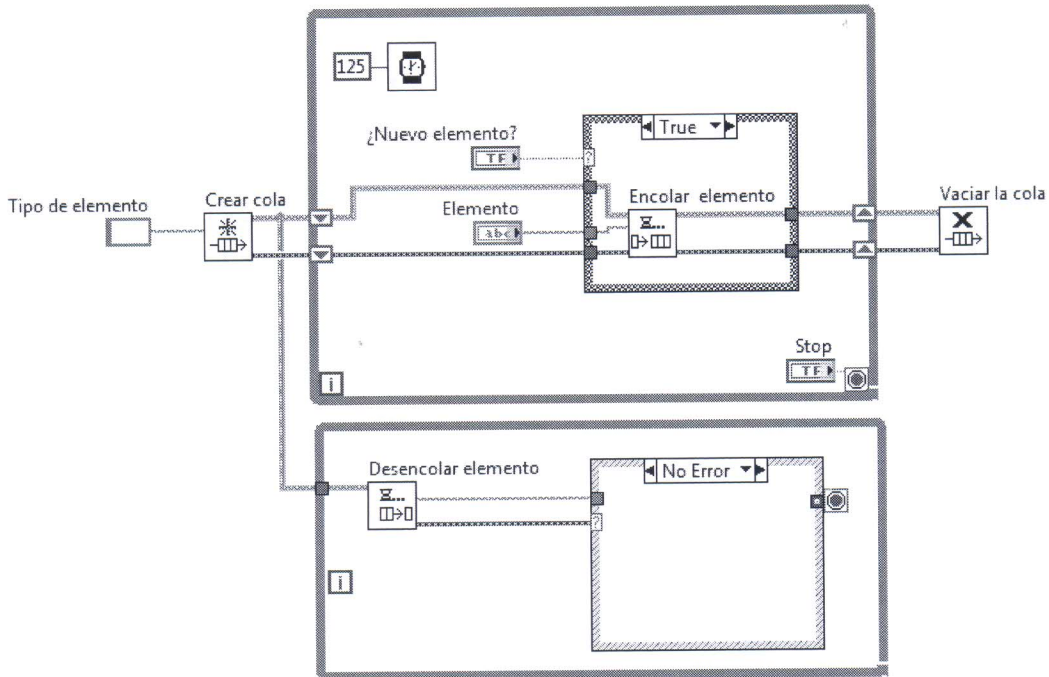 125
True
¿Nuevo elemento?
TF
?
Tipo de elemento
Crear cola
Elemento
abc
Encolar elemento
Vaciar la cola
Stop
TF
i
Desencolar elemento
No Error
?
i